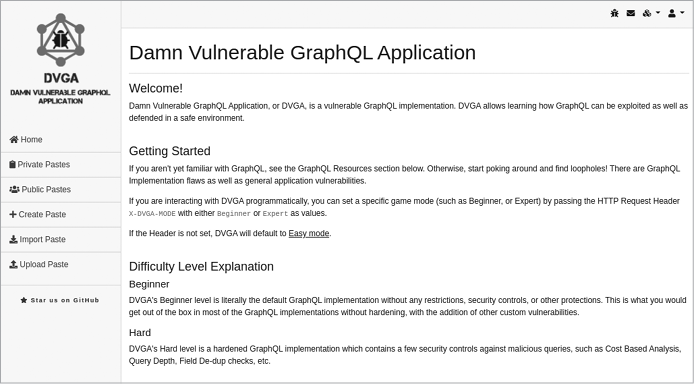 DVGA
DAMN VULNERABLE GRAPHQL
APPLICATION
Home
Private Pastes
Public Pastes
Create Paste
Import Paste
Upload Paste
Star us on GitHub
Damn Vulnerable GraphQL Application
Welcome!
Damn Vulnerable GraphQL Application, or DVGA, is a vulnerable GraphQL implementation. DVGA allows learning how GraphQL can be exploited as well as
defended in a safe environment.
Getting Started
If you aren't yet familiar with GraphQL, see the GraphQL Resources section below. Otherwise, start poking around and find loopholes! There are GraphQL
Implementation flaws as well as general application vulnerabilities.
If you are interacting with DVGA programmatically, you can set a specific game mode (such as Beginner, or Expert) by passing the HTTP Request Header
X-DVGA-MODE with either Beginner or Expert as values.
If the Header is not set, DVGA will default to Easy mode.
Difficulty Level Explanation
Beginner
DVGA's Beginner level is literally the default GraphQL implementation without any restrictions, security controls, or other protections. This is what you would
get out of the box in most of the GraphQL implementations without hardening, with the addition of other custom vulnerabilities.
Hard
DVGA's Hard level is a hardened GraphQL implementation which contains a few security controls against malicious queries, such as Cost Based Analysis,
Query Depth, Field De-dup checks, etc.